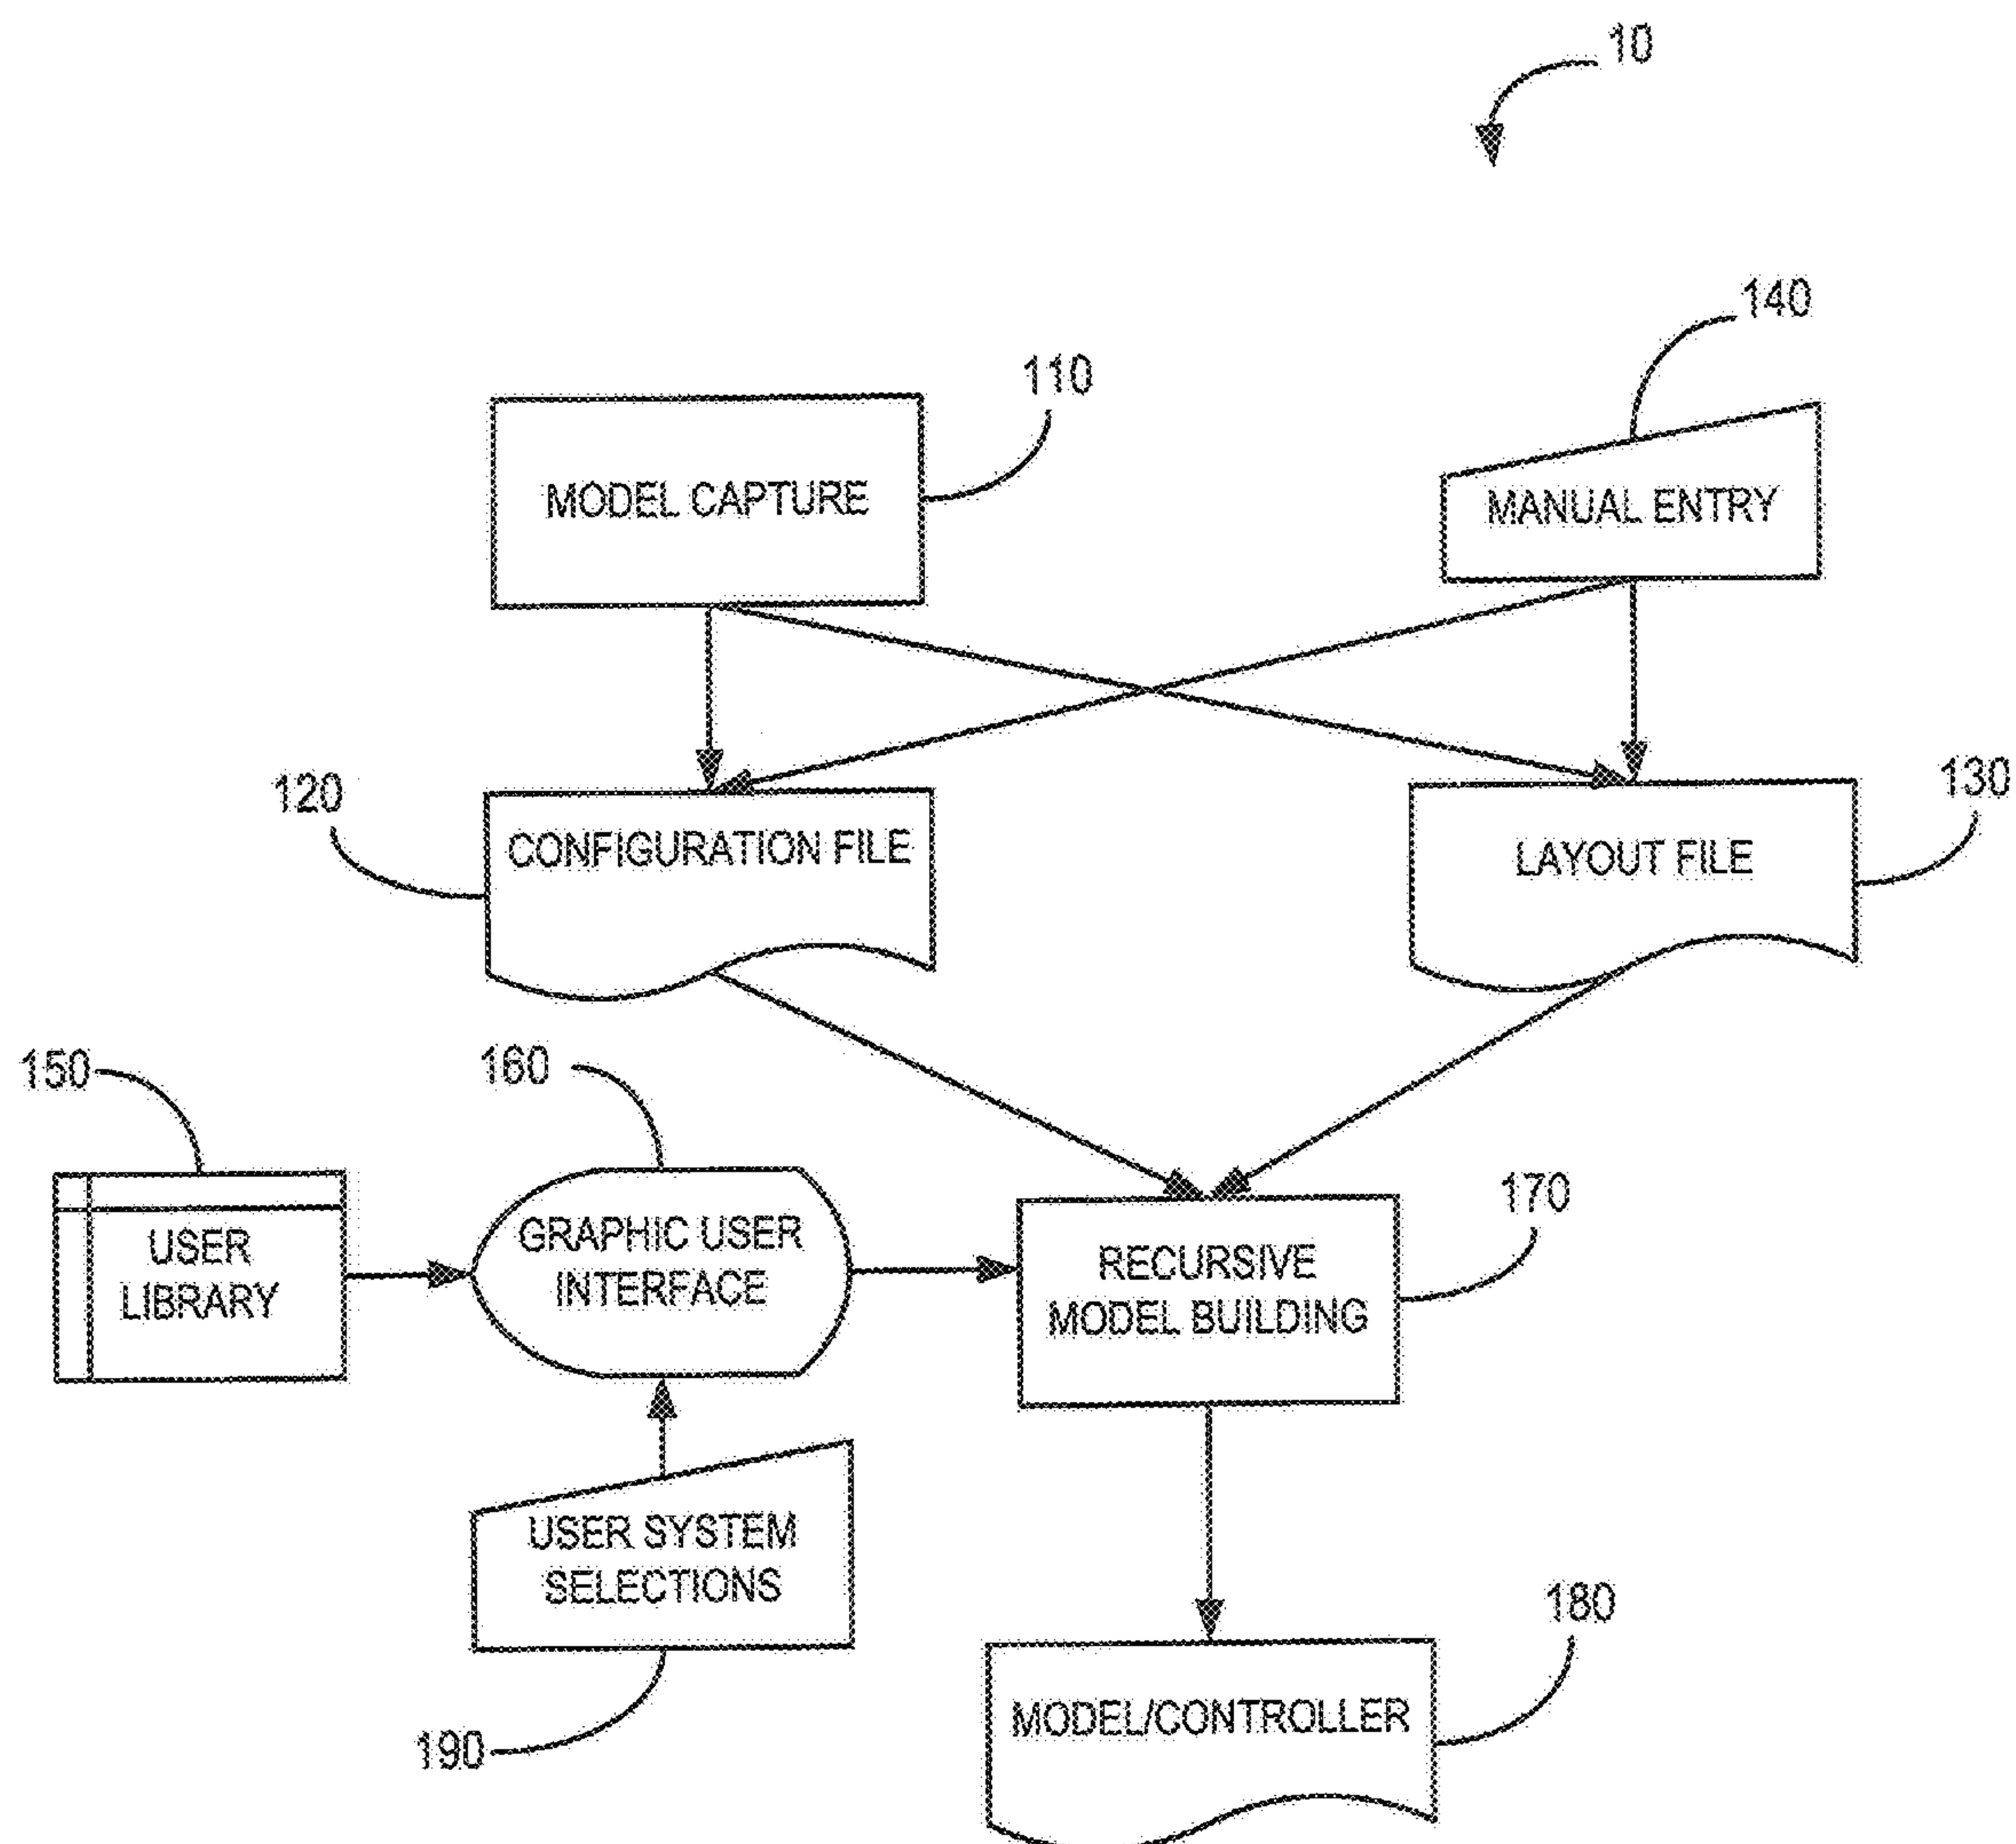 10
140
110
MODEL CAPTURE
MANUAL ENTRY
120
130
CONFIGURATION FILE
LAYOUT FILE
150
160
170
USER
LIBRARY
GRAPHIC USER
INTERFACE
RECURSIVE
MODEL BUILDING
USER SYSTEM
SELECTIONS
180
190
MODEL/CONTROLLER